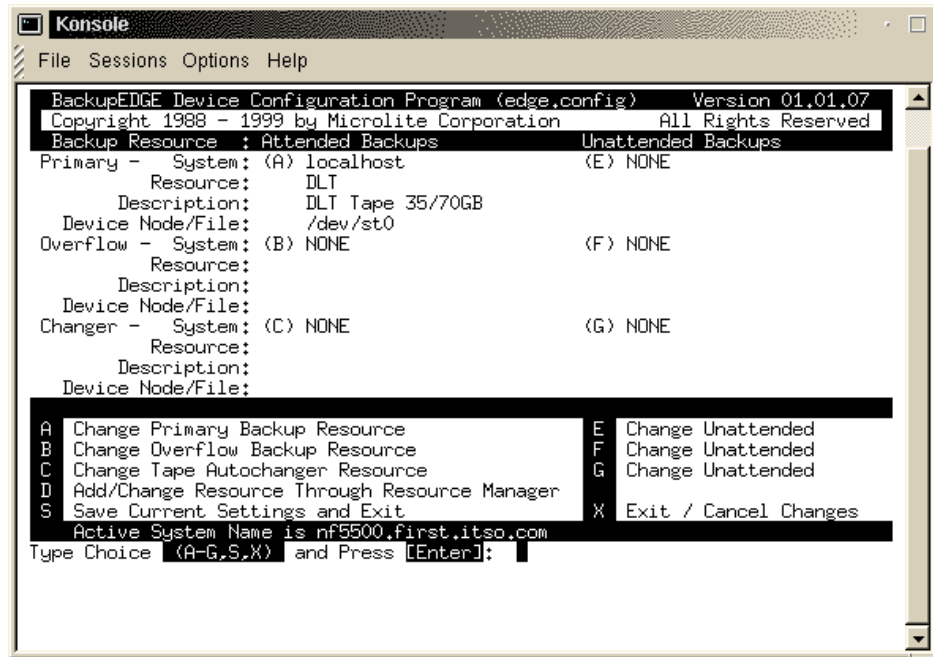 Konsole
File Sessions Options Help
BackupEDGE Device Configuration Program (edge.config) Version 01.01.07
Copyright 1988 - 1999 by Microlite Corporation All Rights Reserved
Backup Resource : Attended Backups Unattended Backups
Primary - System: (A) localhost (E) NONE
Resource: DLT
Description: DLT Tape 35/70GB
Device Node/File: /dev/st0
Overflow - System: (B) NONE (F) NONE
Resource:
Description:
Device Node/File:
Changer - System: (C) NONE (G) NONE
Resource:
Description:
Device Node/File:
A Change Primary Backup Resource E Change Unattended
B Change Overflow Backup Resource F Change Unattended
C Change Tape Autochanger Resource G Change Unattended
D Add/Change Resource Through Resource Manager
S Save Current Settings and Exit X Exit / Cancel Changes
Active System Name is nf5500.first.itso.com
Type Choice (A-G,S,X) and Press [Enter]: